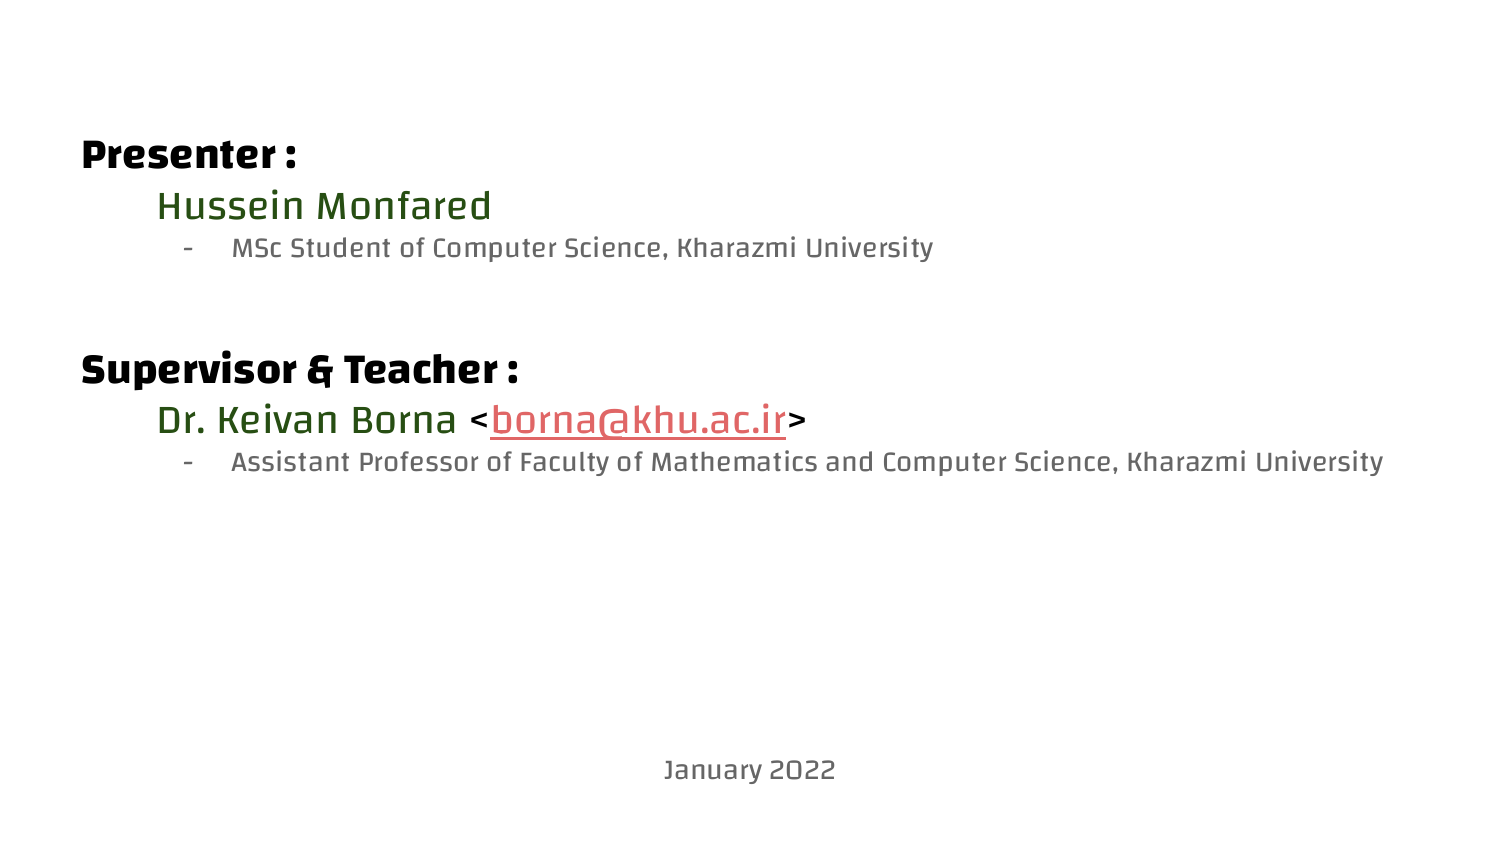 Presenter :
Hussein Monfared
- MSc Student of Computer Science, Kharazmi University
Supervisor & Teacher :
Dr. Keivan Borna <borna@khu.ac.ir>
- Assistant Professor of Faculty of Mathematics and Computer Science, Kharazmi University
January 2022